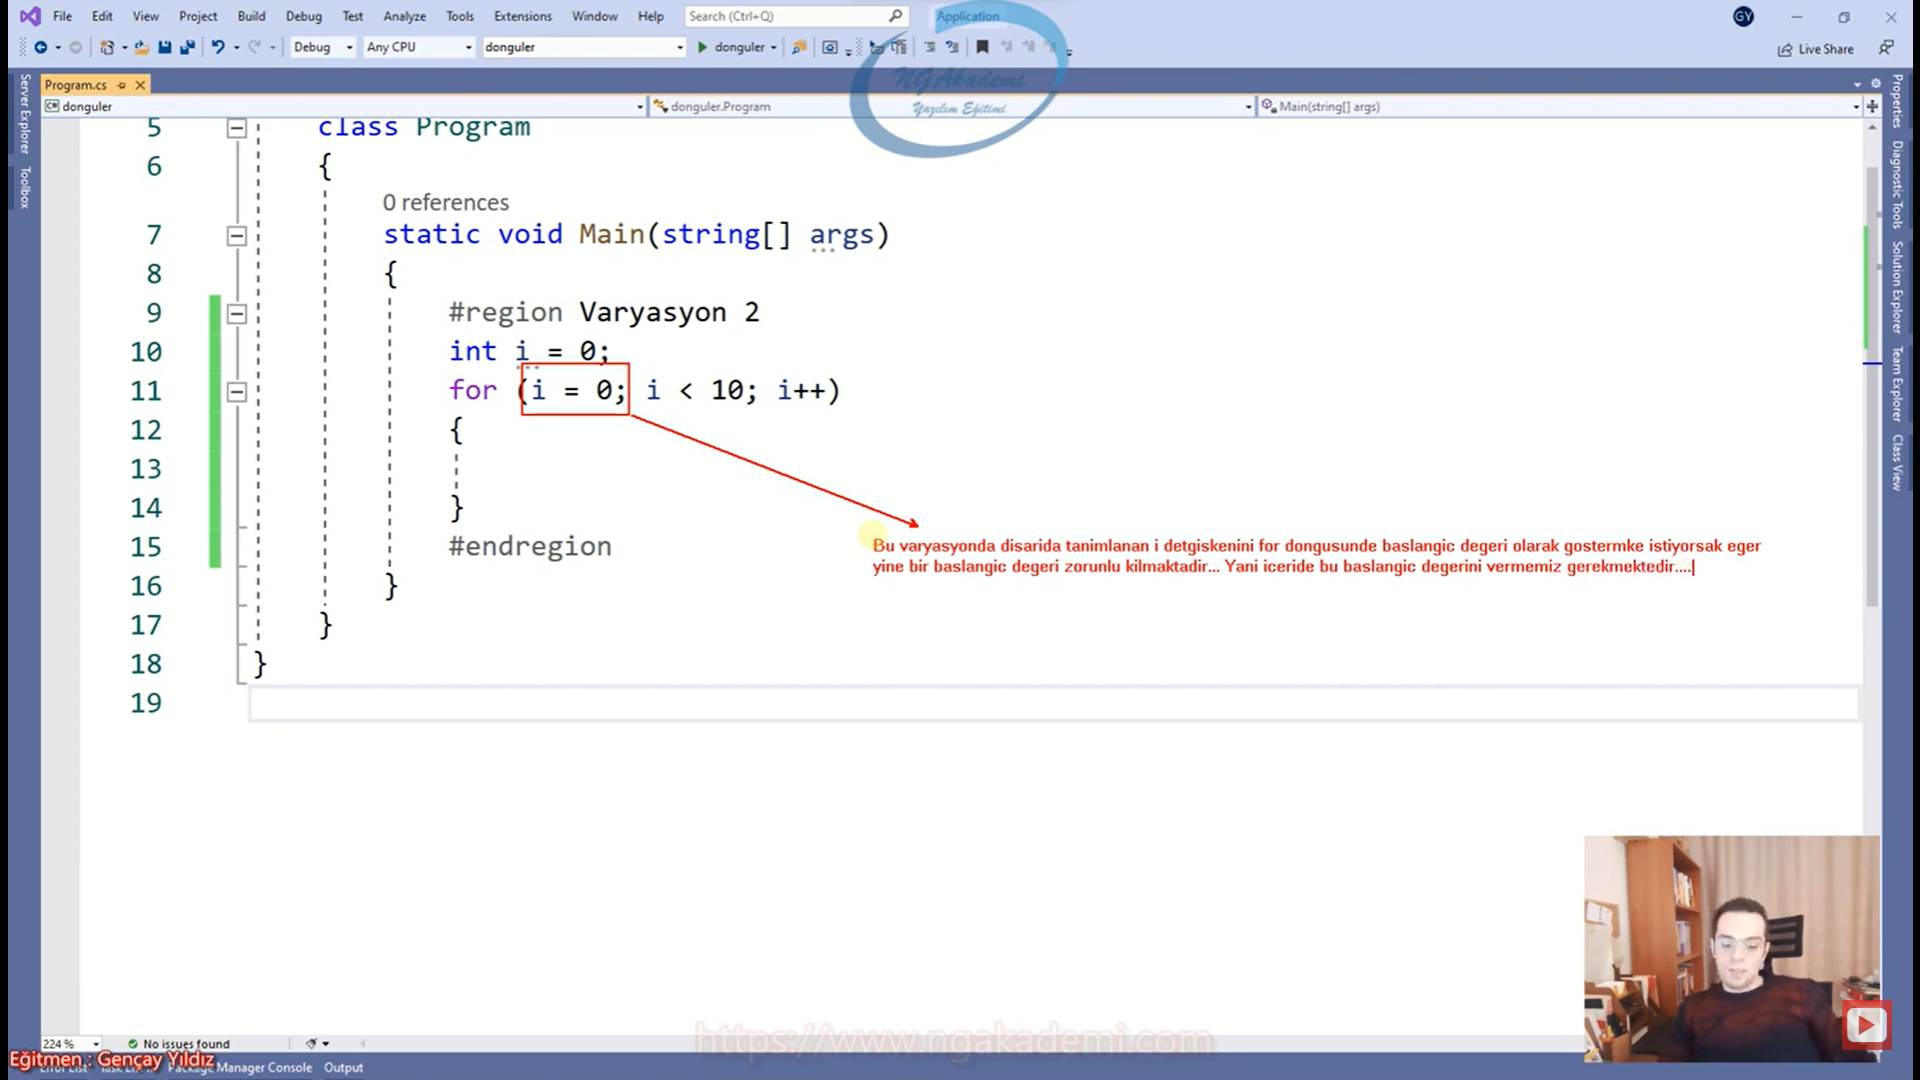 File Edit View Project Build Debug Test Analyze Tools Extensions Window Help Search (Ctrl+Q) Application GY
Debug Any CPU donguler donguler Live Share
NGAkademi
Yazılım Eğitimi
Program.cs
donguler donguler.Program Main(string[] args)
Server Explorer
Toolbox
5 class Program
6 {
0 references
7 static void Main(string[] args)
8 {
9 #region Varyasyon 2
10 int i = 0;
11 for (i = 0; i < 10; i++)
12 {
13
14 }
15 #endregion
16 }
17 }
18 }
19
Bu varyasyonda disarida tanimlanan i detgiskenini for dongusunde baslangic degeri olarak gostermke istiyorsak eger
yine bir baslangic degeri zorunlu kilmaktadir... Yani iceride bu baslangic degerini vermemiz gerekmektedir....
Properties
Diagnostic Tools
Solution Explorer
Team Explorer
Class View
https://www.ngakademi.com
224 % No issues found
Eğitmen : Gençay Yıldız
Error List Package Manager Console Output